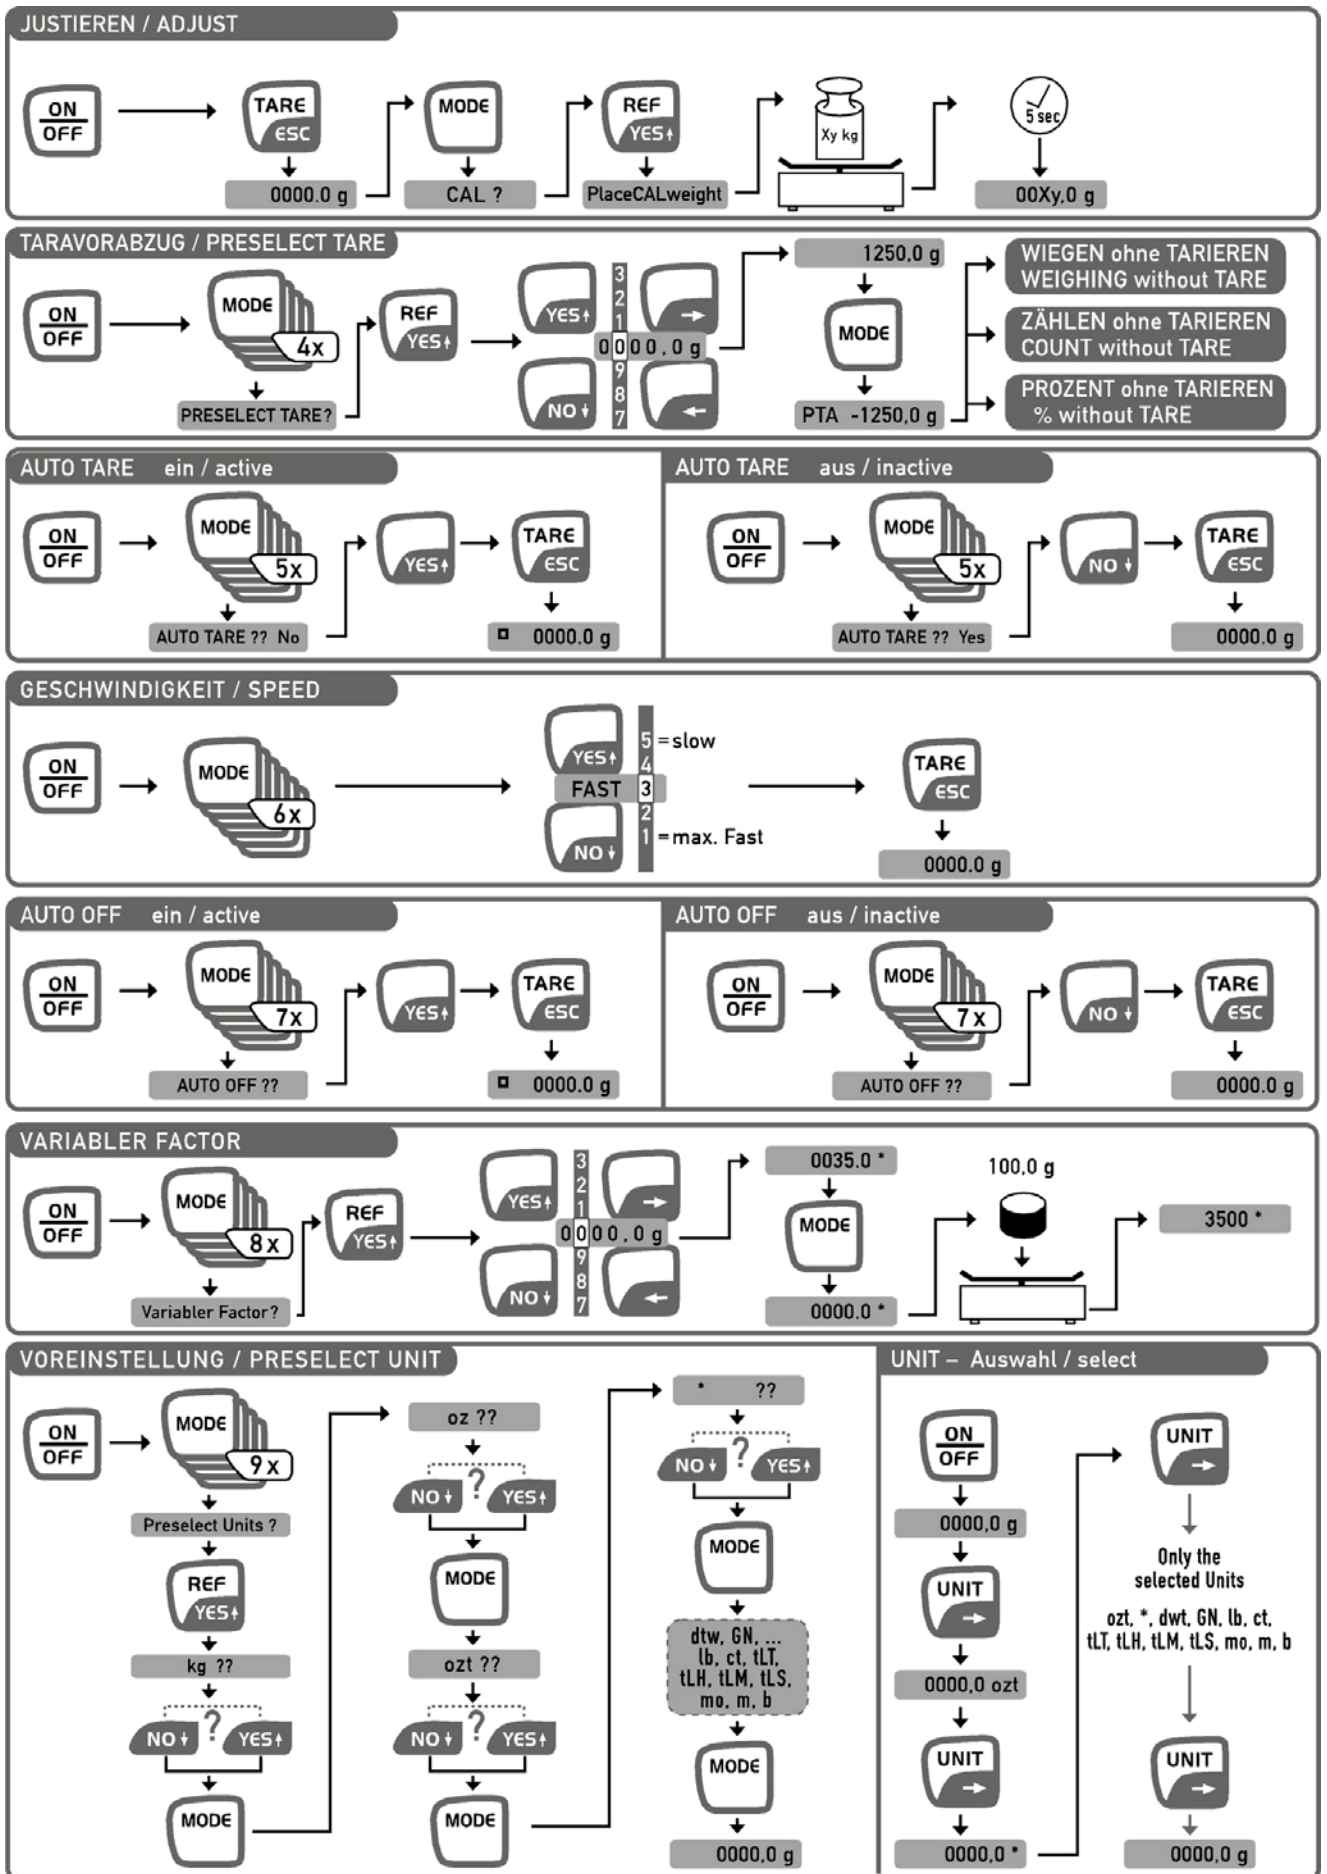 JUSTIEREN / ADJUST
ON
OFF
TARE
ESC
0000.0 g
MODE
CAL ?
REF
YES↑
PlaceCALweight
Xy kg
5 sec
00Xy,0 g
TARAVORABZUG / PRESELECT TARE
ON
OFF
MODE
4x
PRESELECT TARE?
REF
YES↑
YES↑
→
3
2
1
0000,0 g
9
8
7
NO↓
←
1250,0 g
MODE
PTA -1250,0 g
WIEGEN ohne TARIEREN
WEIGHING without TARE
ZÄHLEN ohne TARIEREN
COUNT without TARE
PROZENT ohne TARIEREN
% without TARE
AUTO TARE ein / active
ON
OFF
MODE
5x
AUTO TARE ?? No
YES↑
TARE
ESC
0000.0 g
AUTO TARE aus / inactive
ON
OFF
MODE
5x
AUTO TARE ?? Yes
NO↓
TARE
ESC
0000.0 g
GESCHWINDIGKEIT / SPEED
ON
OFF
MODE
6x
YES↑
5 = slow
4
FAST 3
2
1 = max. Fast
NO↓
TARE
ESC
0000.0 g
AUTO OFF ein / active
ON
OFF
MODE
7x
AUTO OFF ??
YES↑
TARE
ESC
0000.0 g
AUTO OFF aus / inactive
ON
OFF
MODE
7x
AUTO OFF ??
NO↓
TARE
ESC
0000.0 g
VARIABLER FACTOR
ON
OFF
MODE
8x
Variabler Factor?
REF
YES↑
YES↑
→
3
2
1
0000,0 g
9
8
7
NO↓
←
0035.0 *
MODE
0000.0 *
100,0 g
3500 *
VOREINSTELLUNG / PRESELECT UNIT
ON
OFF
MODE
9x
Preselect Units ?
REF
YES↑
kg ??
NO↓ ? YES↑
MODE
oz ??
NO↓ ? YES↑
MODE
ozt ??
NO↓ ? YES↑
MODE
* ??
NO↓ ? YES↑
MODE
dtw, GN, ...
lb, ct, tLT,
tLH, tLM, tLS,
mo, m, b
MODE
0000,0 g
UNIT – Auswahl / select
ON
OFF
0000,0 g
UNIT
→
0000,0 ozt
UNIT
→
0000,0 *
UNIT
→
Only the
selected Units
ozt, *, dwt, GN, lb, ct,
tLT, tLH, tLM, tLS, mo, m, b
UNIT
→
0000,0 g